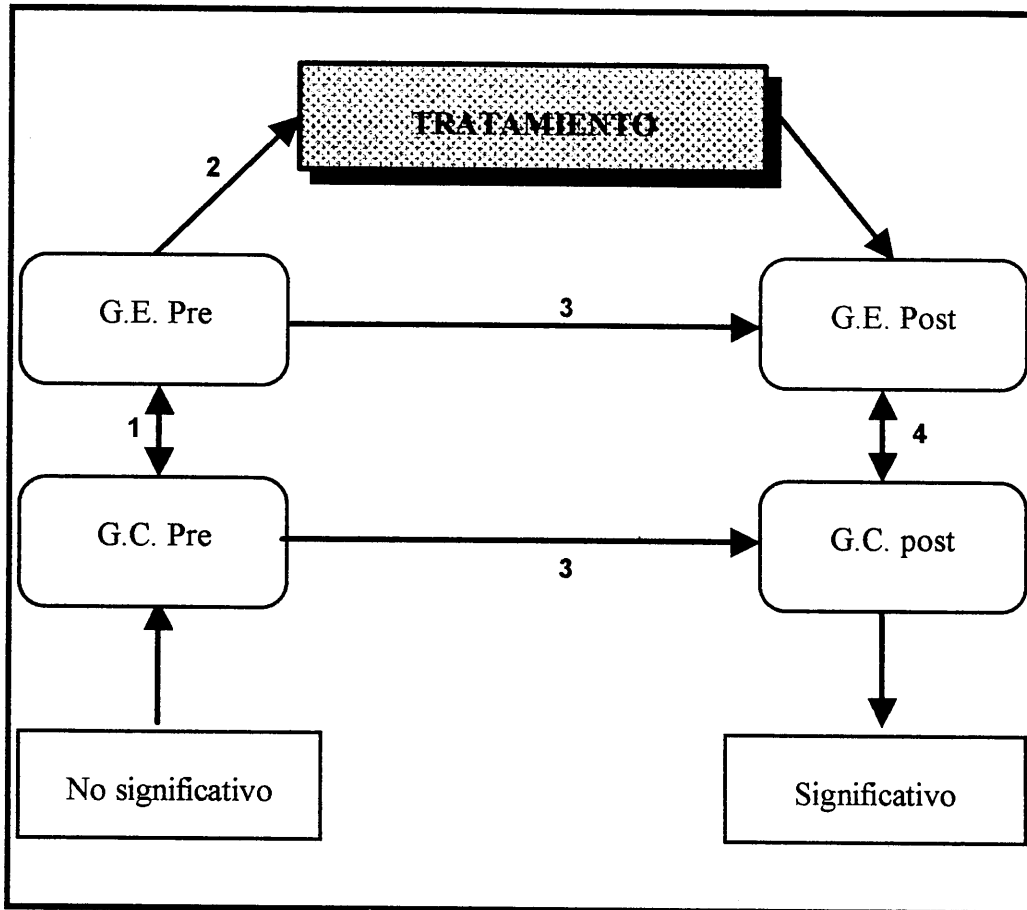 TRATAMIENTO
2
G.E. Pre
3
G.E. Post
1
4
G.C. Pre
3
G.C. post
No significativo
Significativo